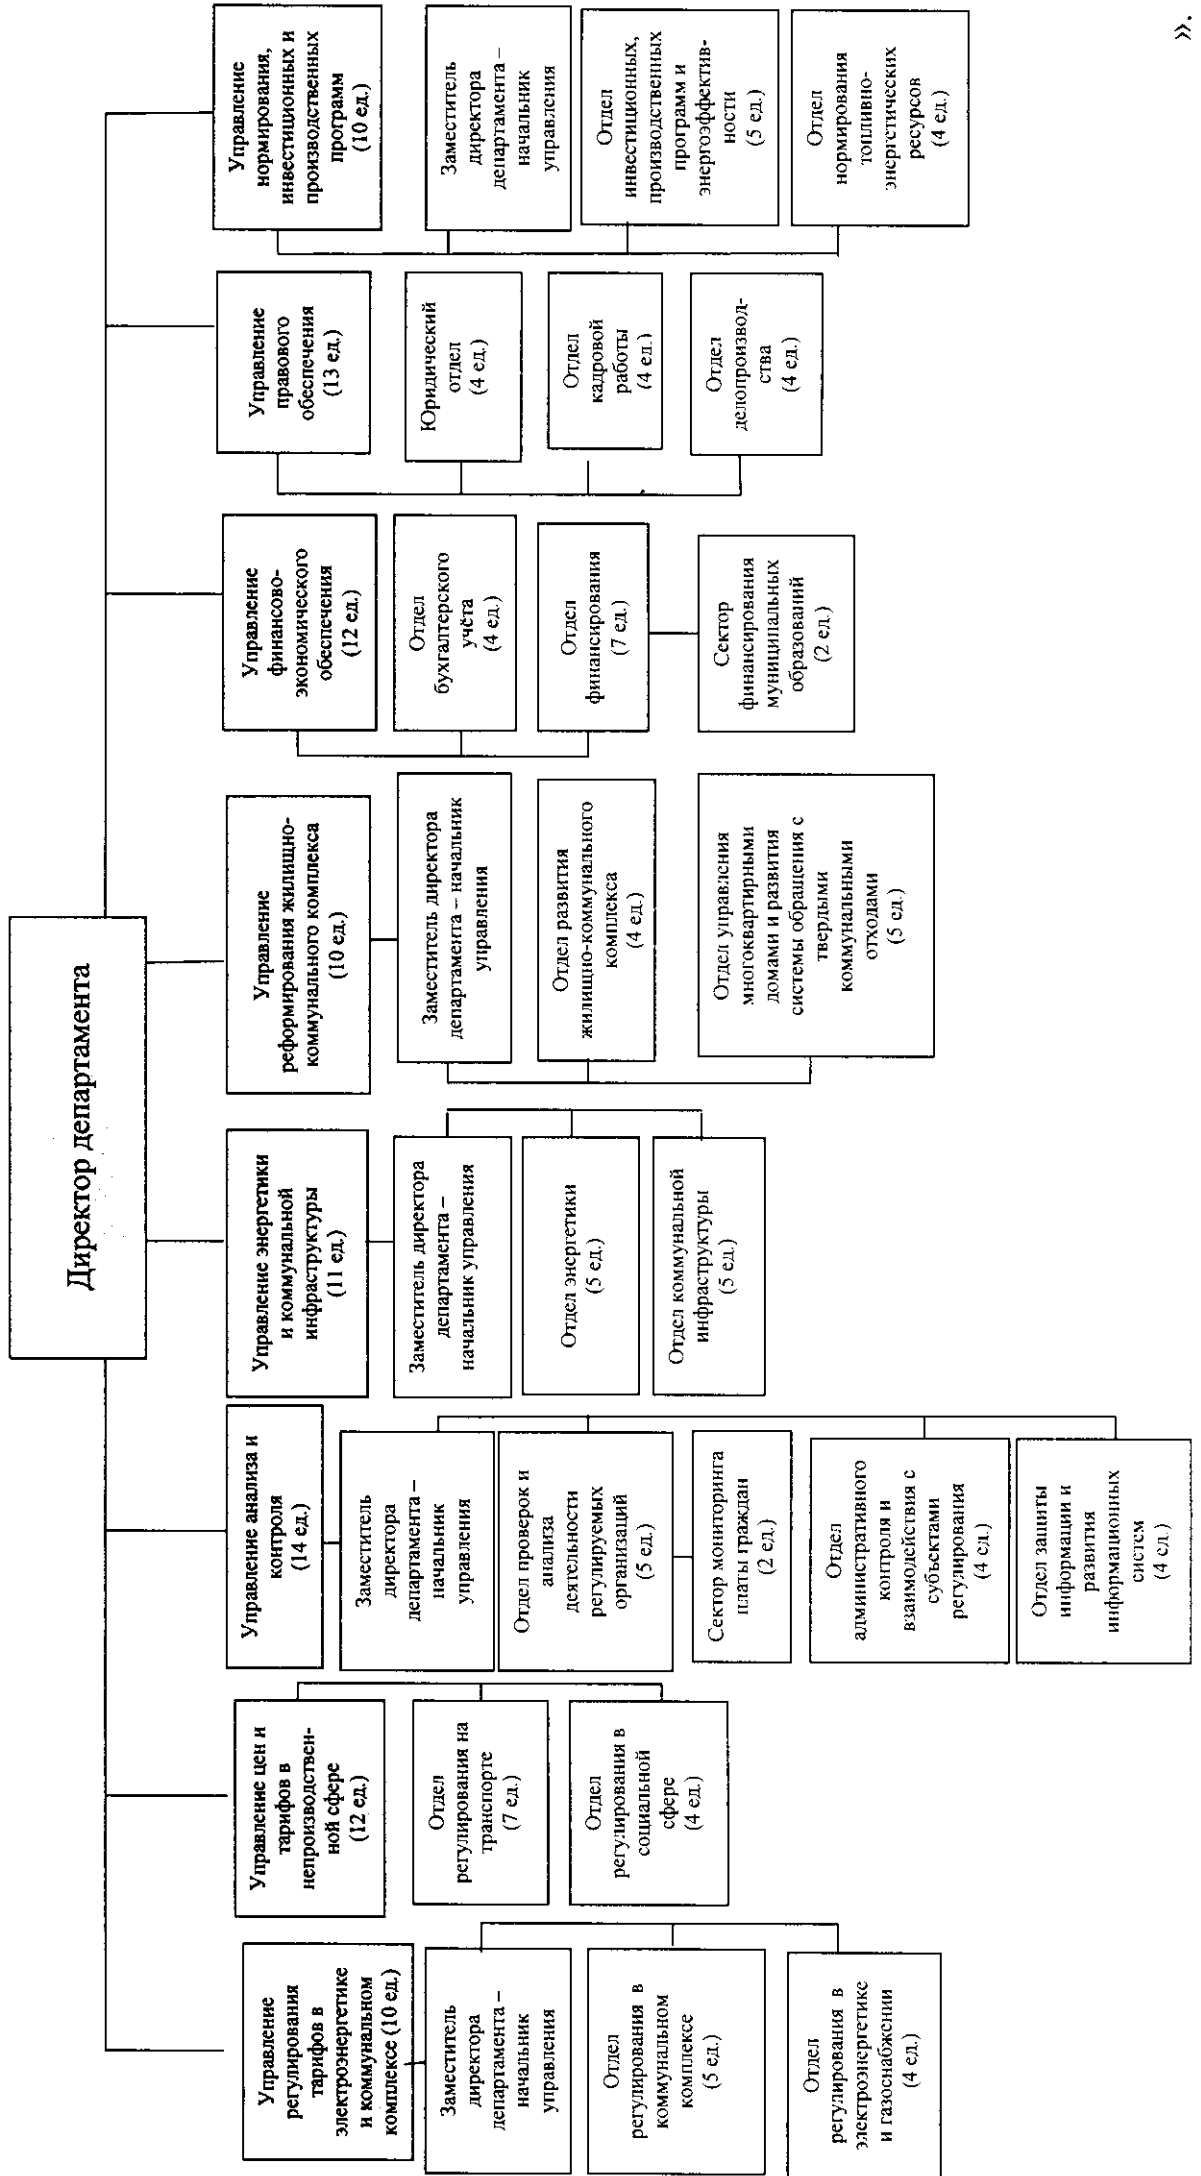 Директор департамента
Управление
регулирования
тарифов в
электроэнергетике
и коммунальном
комплексе (10 ед.)
Заместитель
директора
департамента –
начальник
управления
Отдел
регулирования в
коммунальном
комплексе
(5 ед.)
Отдел
регулирования в
электроэнергетике
и газоснабжении
(4 ед.)
Управление цен и
тарифов в
непроизводствен-
ной сфере
(12 ед.)
Отдел
регулирования на
транспорте
(7 ед.)
Отдел
регулирования в
социальной
сфере
(4 ед.)
Управление анализа и
контроля
(14 ед.)
Заместитель
директора
департамента –
начальник
управления
Отдел проверок и
анализа
деятельности
регулируемых
организаций
(5 ед.)
Сектор мониторинга
платы граждан
(2 ед.)
Отдел
административного
контроля и
взаимодействия с
субъектами
регулирования
(4 ед.)
Отдел защиты
информации и
развития
информационных
систем
(4 ед.)
Управление энергетики
и коммунальной
инфраструктуры
(11 ед.)
Заместитель директора
департамента –
начальник управления
Отдел энергетики
(5 ед.)
Отдел коммунальной
инфраструктуры
(5 ед.)
Управление
реформирования жилищно-
коммунального комплекса
(10 ед.)
Заместитель директора
департамента – начальник
управления
Отдел развития
жилищно-коммунального
комплекса
(4 ед.)
Отдел управления
многоквартирными
домами и развития
системы обращения с
твердыми
коммунальными
отходами
(5 ед.)
Управление
финансово-
экономического
обеспечения
(12 ед.)
Отдел
бухгалтерского
учёта
(4 ед.)
Отдел
финансирования
(7 ед.)
Сектор
финансирования
муниципальных
образований
(2 ед.)
Управление
правового
обеспечения
(13 ед.)
Юридический
отдел
(4 ед.)
Отдел
кадровой
работы
(4 ед.)
Отдел
делопроизвод-
ства
(4 ед.)
Управление
нормирования,
инвестиционных и
производственных
программ
(10 ед.)
Заместитель
директора
департамента –
начальник
управления
Отдел
инвестиционных,
производственных
программ и
энергоэффектив-
ности
(5 ед.)
Отдел
нормирования
топливно-
энергетических
ресурсов
(4 ед.)
».